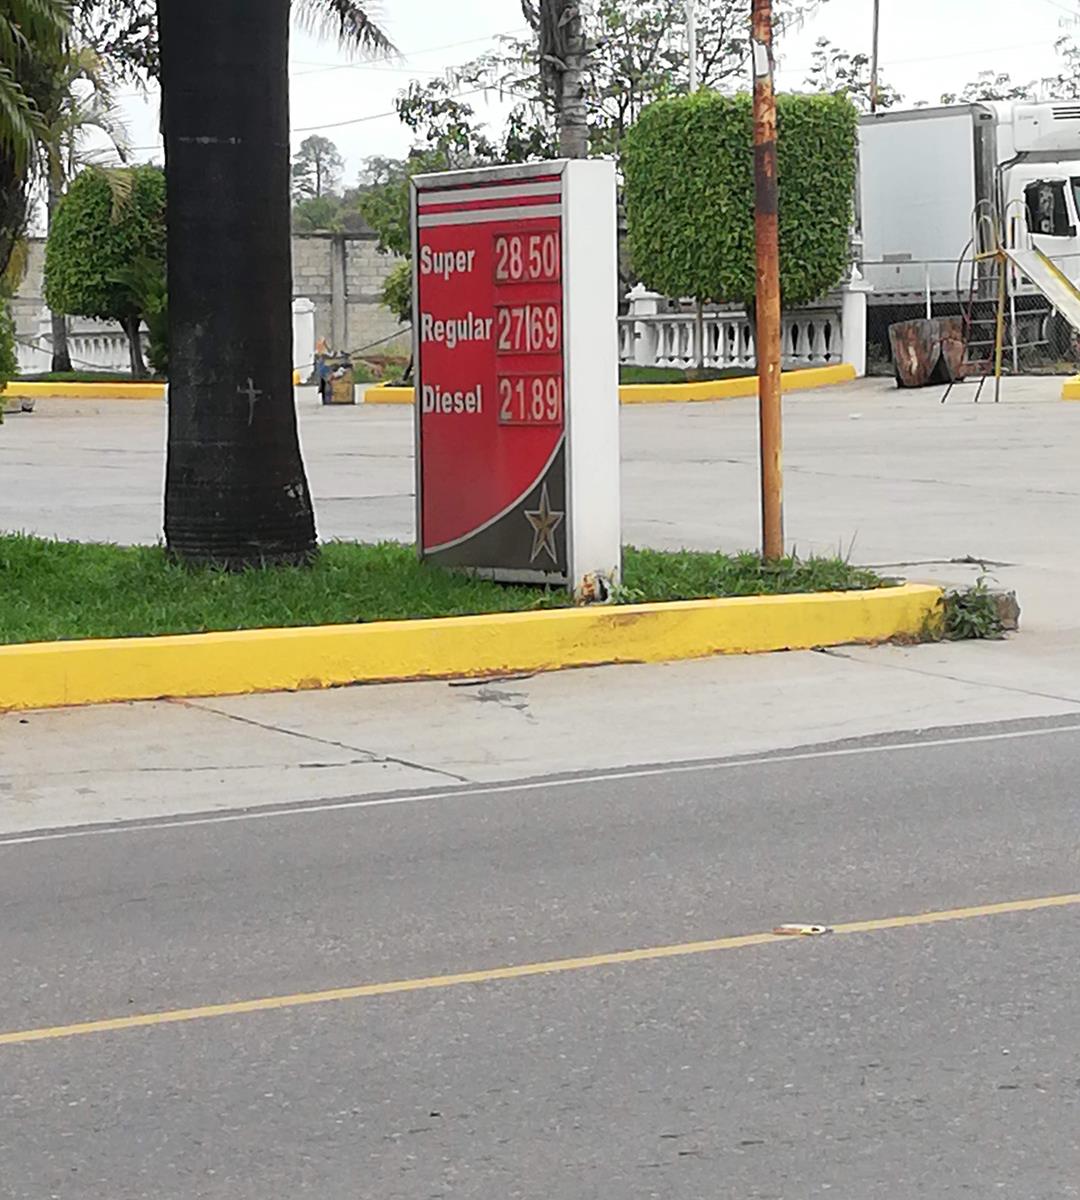 Super 28.50
Regular 27.69
Diesel 21.89